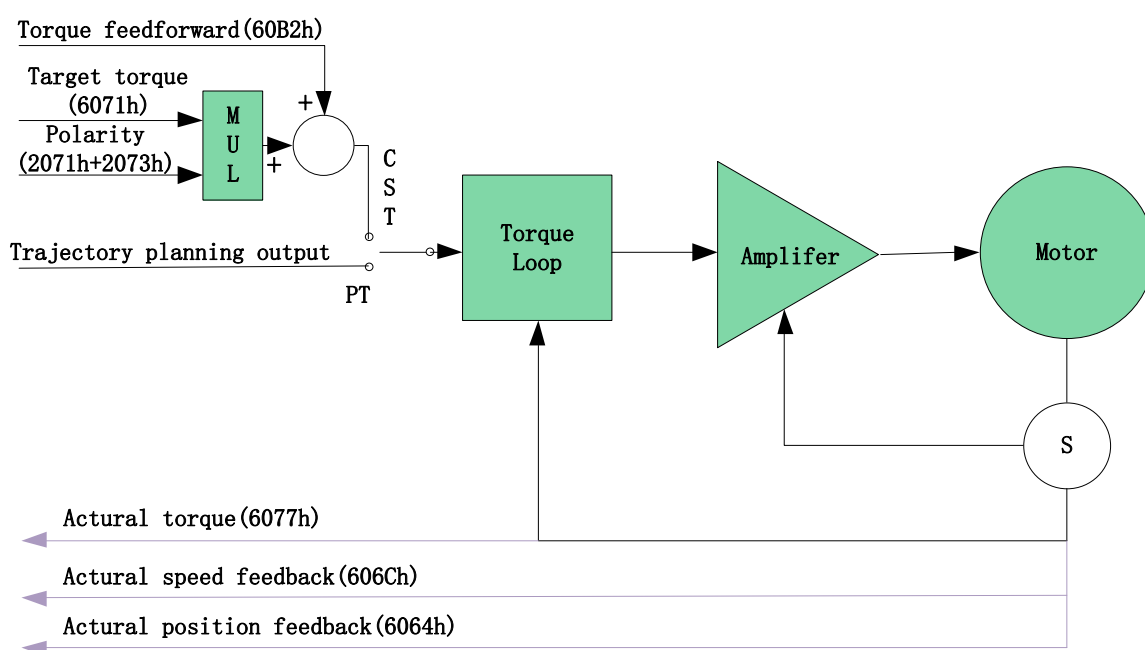 Torque feedforward(60B2h)
Target torque
(6071h)
Polarity
(2071h+2073h)
M
U
L
+
+
C
S
T
Trajectory planning output
PT
Torque
Loop
Amplifer
Motor
S
Actural torque(6077h)
Actural speed feedback(606Ch)
Actural position feedback(6064h)